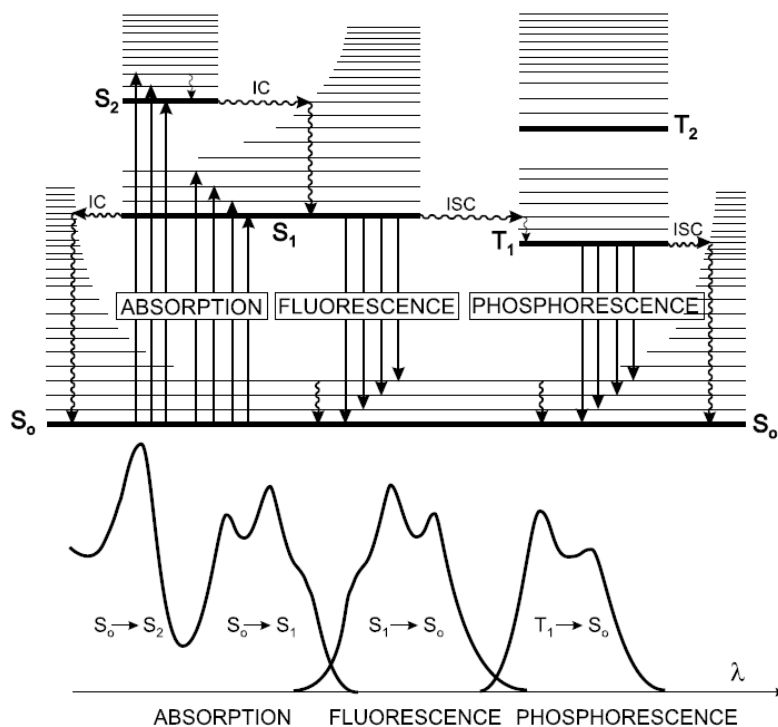 S₂
IC
T₂
IC
S₁
ISC
T₁
ISC
ABSORPTION
FLUORESCENCE
PHOSPHORESCENCE
Sₒ
Sₒ
Sₒ→S₂
Sₒ→S₁
S₁→Sₒ
T₁→Sₒ
λ
ABSORPTION
FLUORESCENCE
PHOSPHORESCENCE